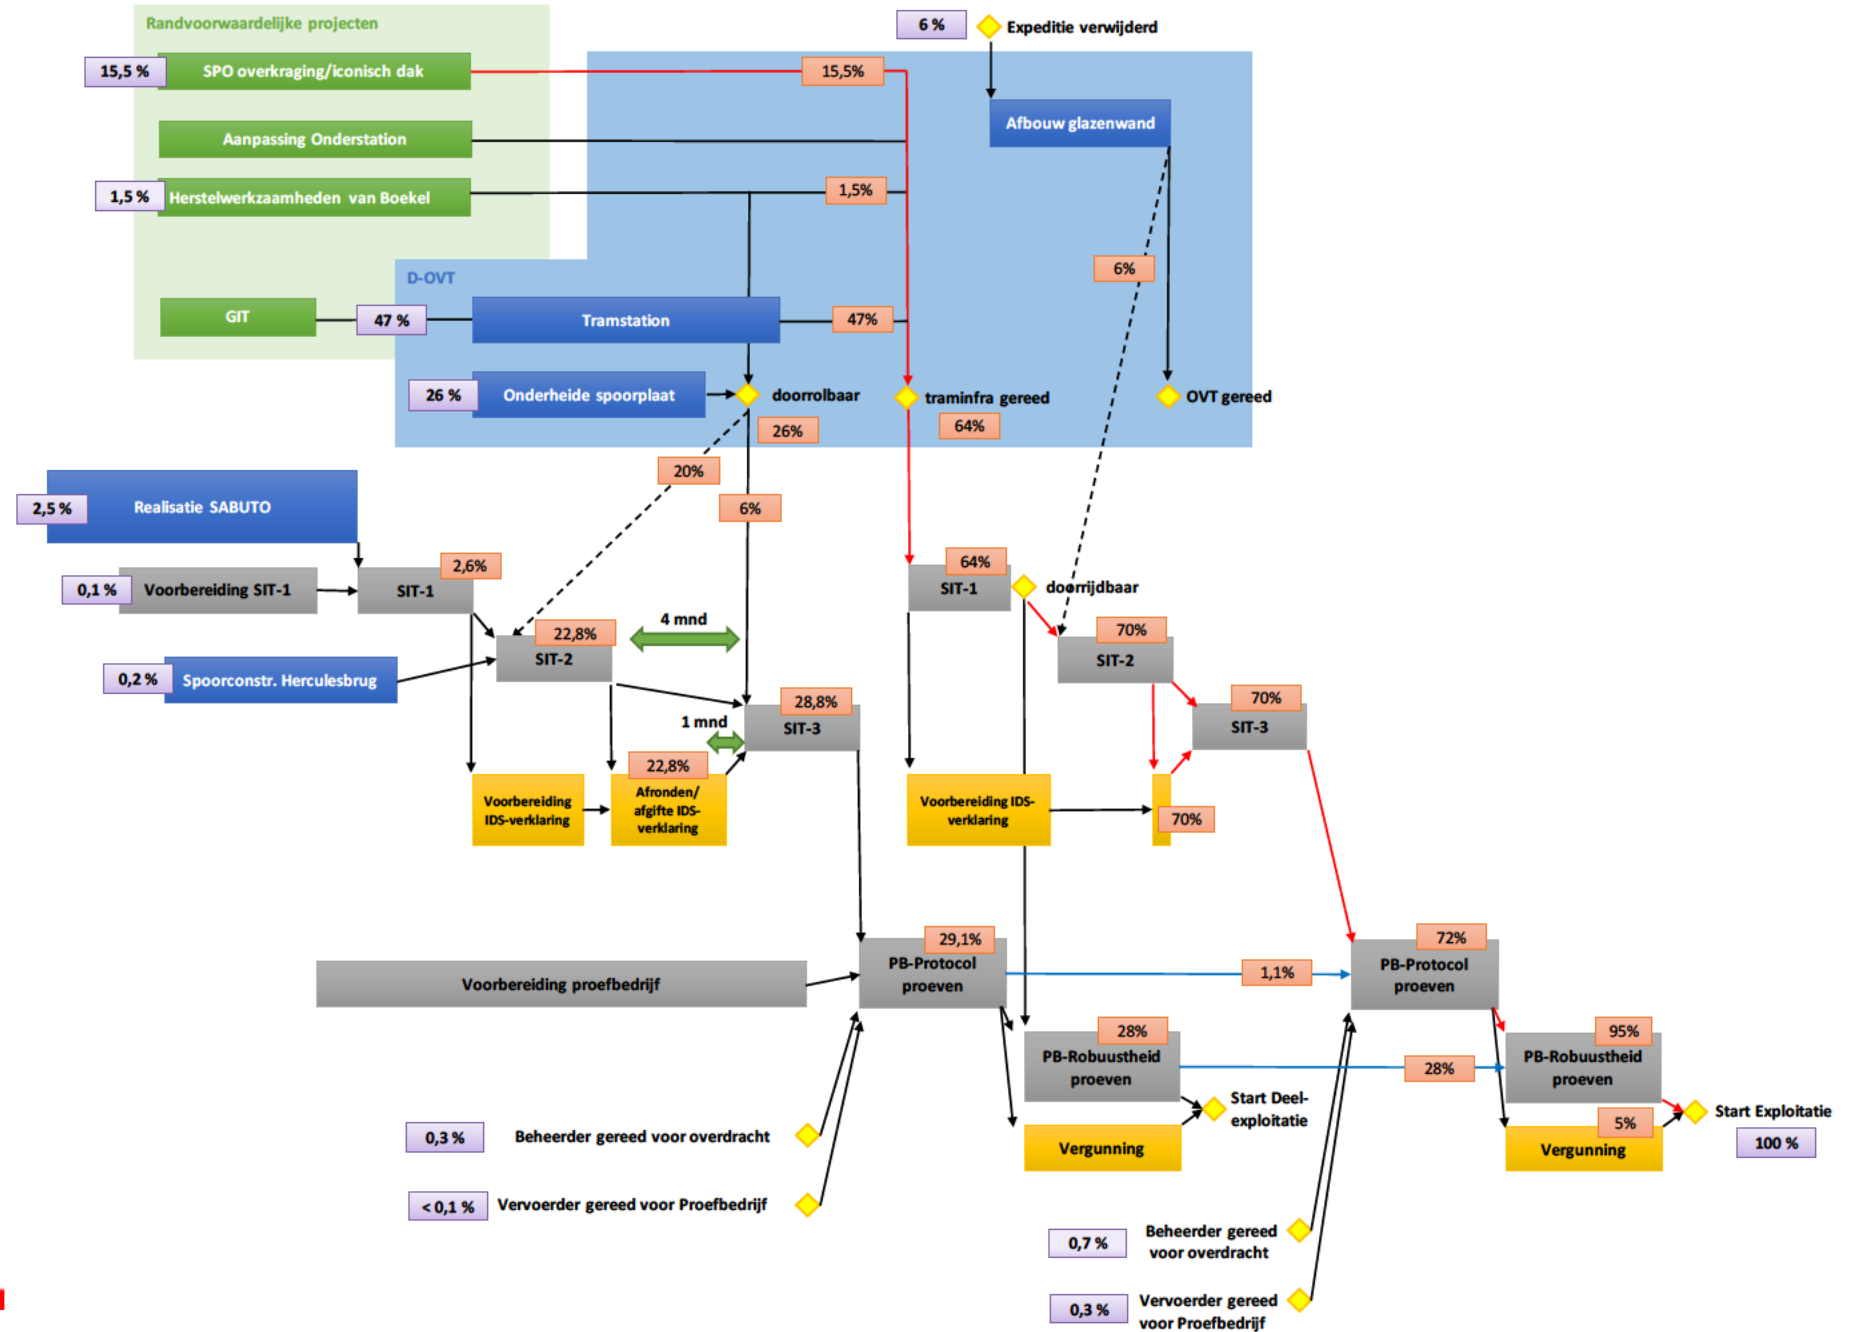 Randvoorwaardelijke projecten
6 %
Expeditie verwijderd
15,5 %
SPO overkraging/iconisch dak
15,5%
Afbouw glazenwand
Aanpassing Onderstation
1,5 %
Herstelwerkzaamheden van Boekel
1,5%
6%
D-OVT
GIT
47 %
Tramstation
47%
26 %
Onderheide spoorplaat
doorrolbaar
traminfra gereed
OVT gereed
26%
64%
20%
2,5 %
Realisatie SABUTO
6%
2,6%
64%
0,1 %
Voorbereiding SIT-1
SIT-1
SIT-1
doorrijdbaar
4 mnd
22,8%
70%
SIT-2
SIT-2
0,2 %
Spoorconstr. Herculesbrug
28,8%
70%
1 mnd
SIT-3
SIT-3
22,8%
Voorbereiding
IDS-verklaring
Afronden/
afgifte IDS-
verklaring
Voorbereiding IDS-
verklaring
70%
29,1%
72%
PB-Protocol
proeven
1,1%
PB-Protocol
proeven
Voorbereiding proefbedrijf
28%
95%
PB-Robuustheid
proeven
28%
PB-Robuustheid
proeven
Start Deel-
exploitatie
Start Exploitatie
100 %
0,3 %
Beheerder gereed voor overdracht
Vergunning
5%
Vergunning
< 0,1 %
Vervoerder gereed voor Proefbedrijf
0,7 %
Beheerder gereed
voor overdracht
0,3 %
Vervoerder gereed
voor Proefbedrijf